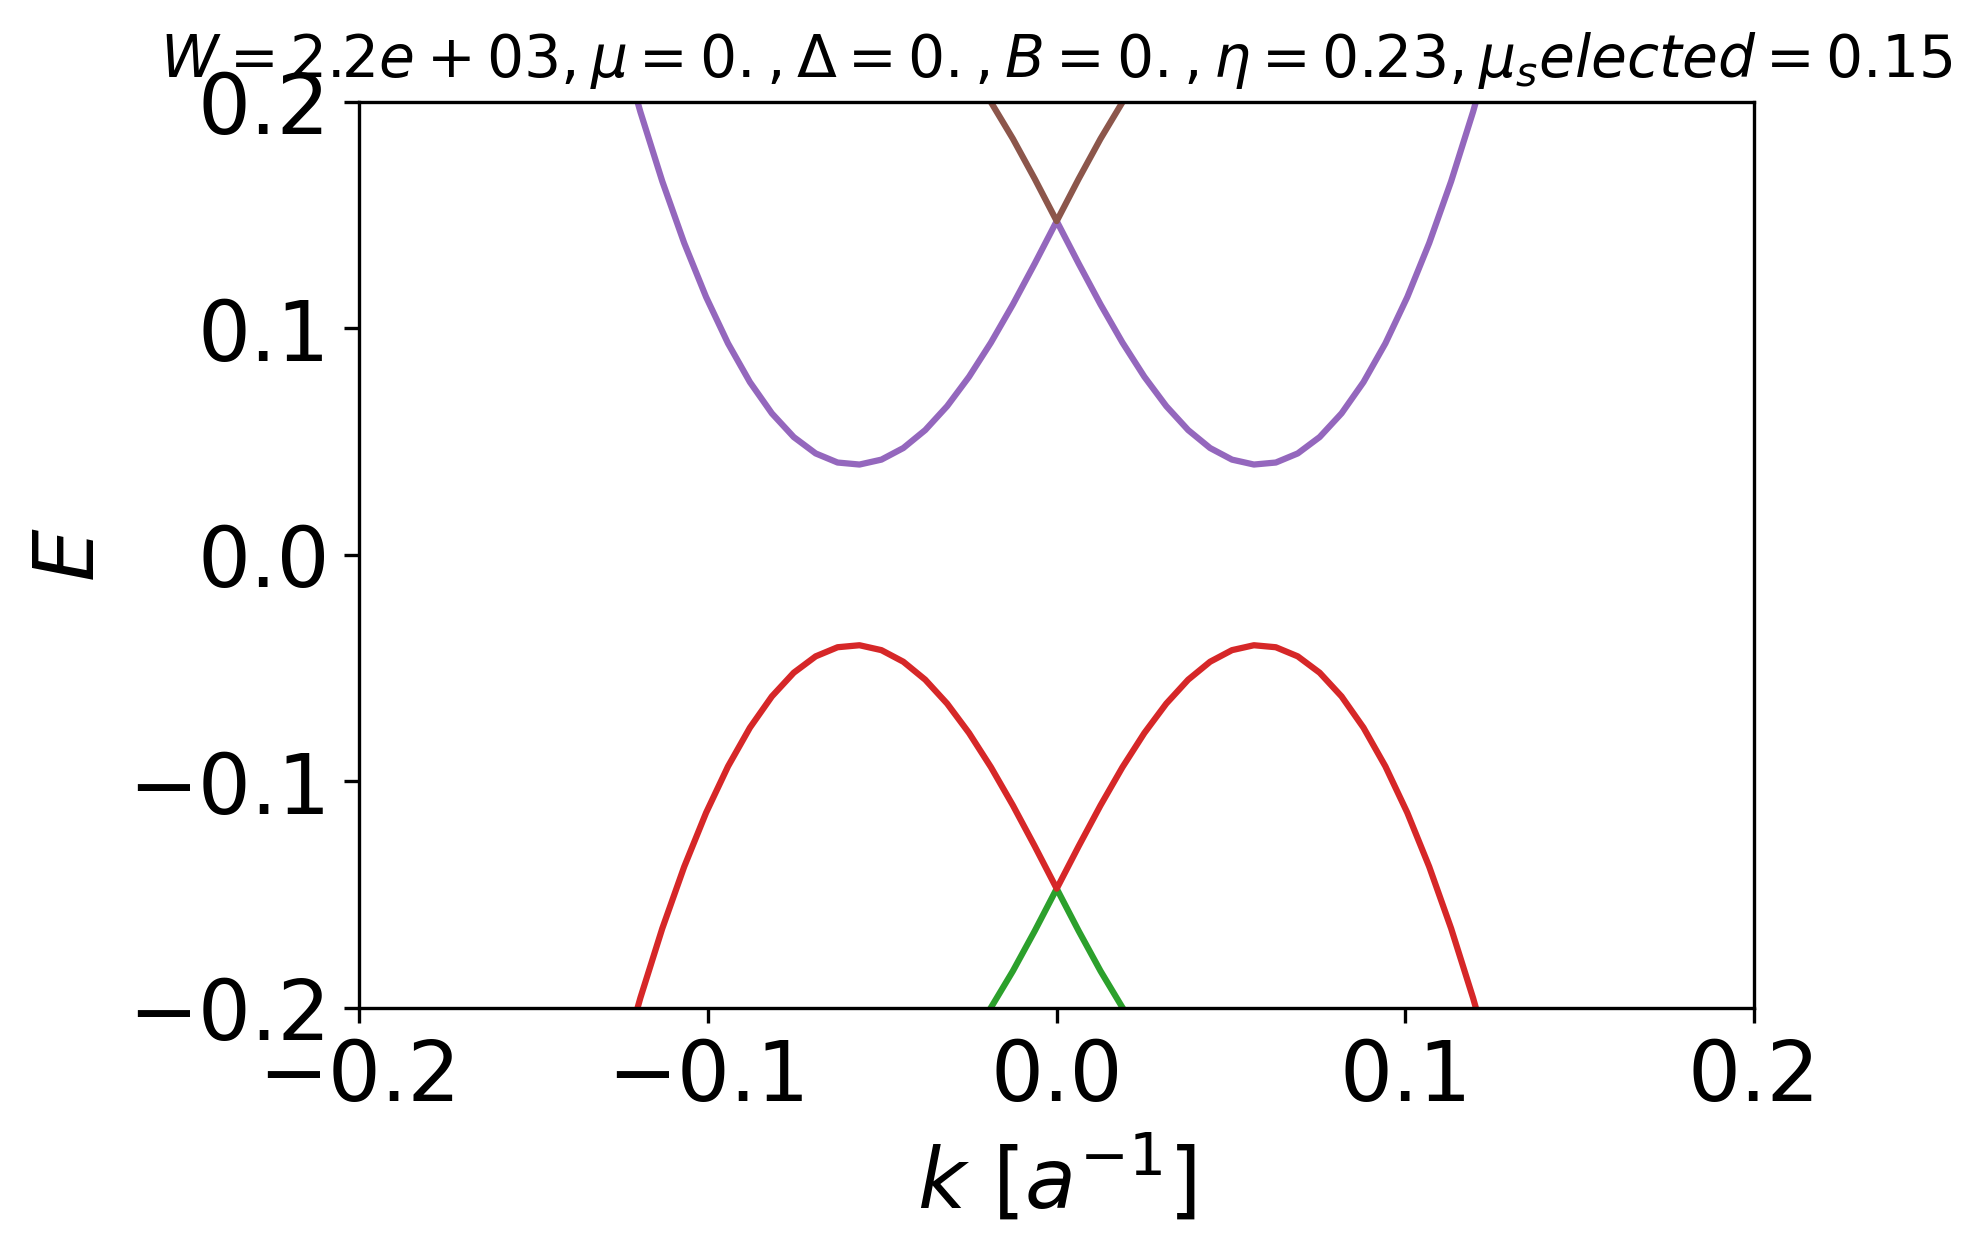 W = 2.2e + 03, μ = 0. , Δ = 0. , B = 0. , η = 0.23, μₛelected = 0.15
0.2
0.1
0.0
−0.1
−0.2
E
−0.2 −0.1 0.0 0.1 0.2
k [a⁻¹]